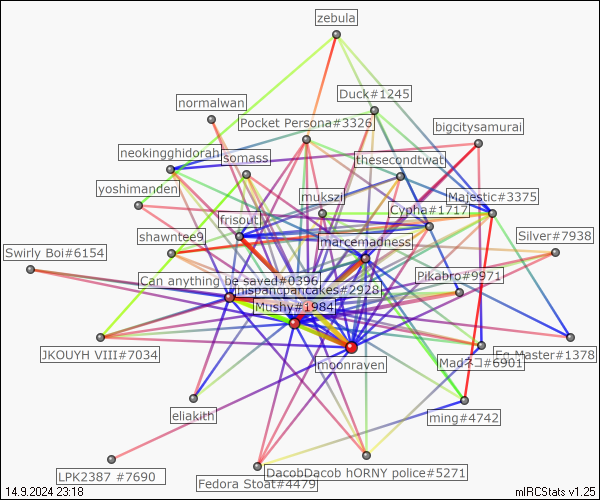 zebula
Duck#1245
normalwan
Pocket Persona#3326
bigcitysamurai
neokingghidorah
somass
thesecondtwat
yoshimanden
mukszi
Majestic#3375
Cypha#1717
frisout
shawntee9
marcemadness
Silver#7938
Swirly Boi#6154
Can anything be saved#0396
Pikabro#9971
hispancpancakes#2928
Mushy#1984
JKOUYH VIII#7034
moonraven
Madネコ#6901
Master#1378
eliakith
ming#4742
LPK2387 #7690
DacobDacob hORNY police#5271
Fedora Stoat#4479
14.9.2024 23:18
mIRCStats v1.25